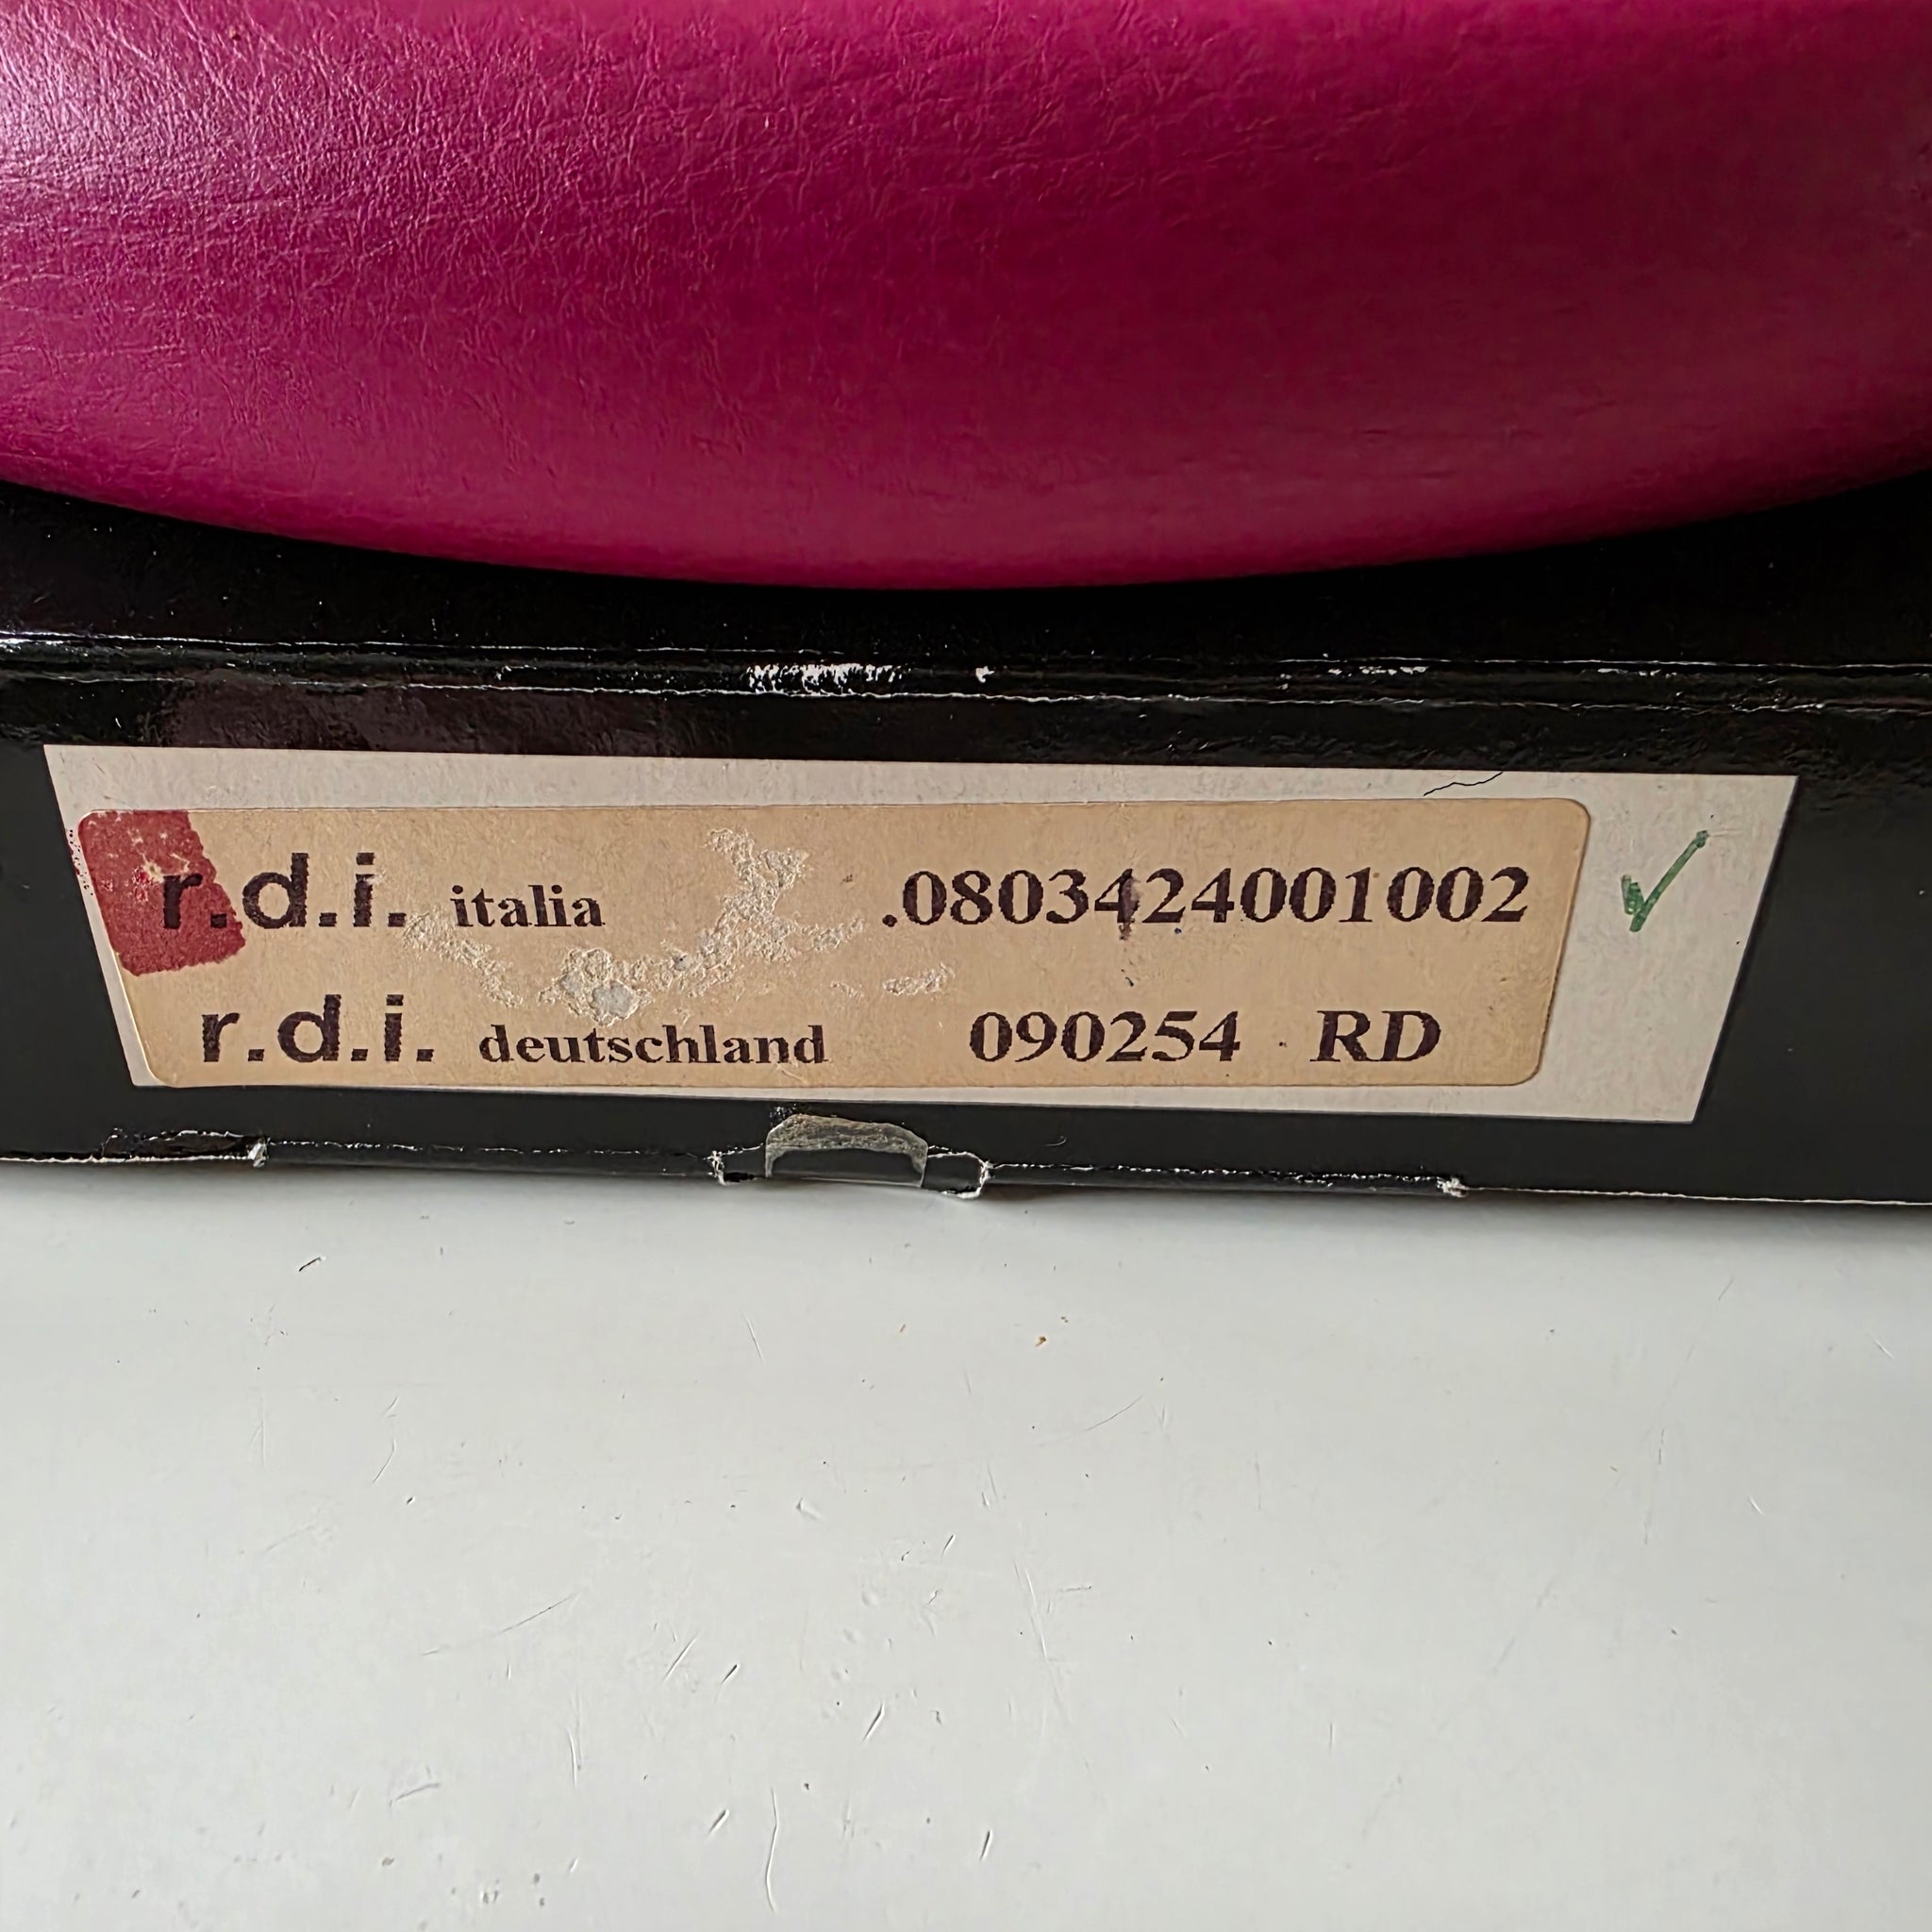 r.d.i. italia .0803424001002
r.d.i. deutschland 090254 RD